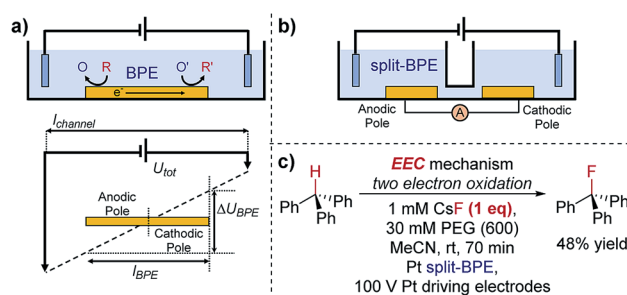 a)
O R BPE O' R'
e⁻
l_channel
U_tot
Anodic
Pole
Cathodic
Pole
ΔU_BPE
l_BPE
b)
split-BPE
Anodic
Pole
A
Cathodic
Pole
c)
H
Ph Ph
Ph
EEC mechanism
two electron oxidation
1 mM CsF (1 eq),
30 mM PEG (600)
MeCN, rt, 70 min
Pt split-BPE,
100 V Pt driving electrodes
F
Ph Ph
Ph
48% yield